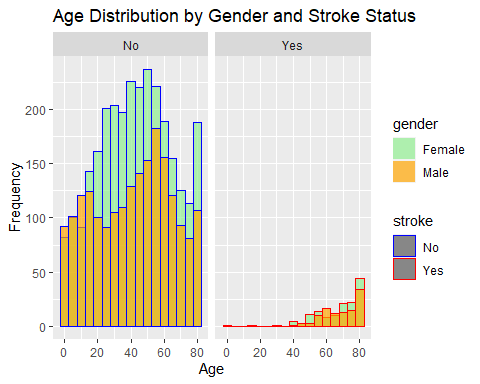 Age Distribution by Gender and Stroke Status
No
Yes
Frequency
200
150
100
50
0
0 20 40 60 80
0 20 40 60 80
Age
gender
Female
Male
stroke
No
Yes